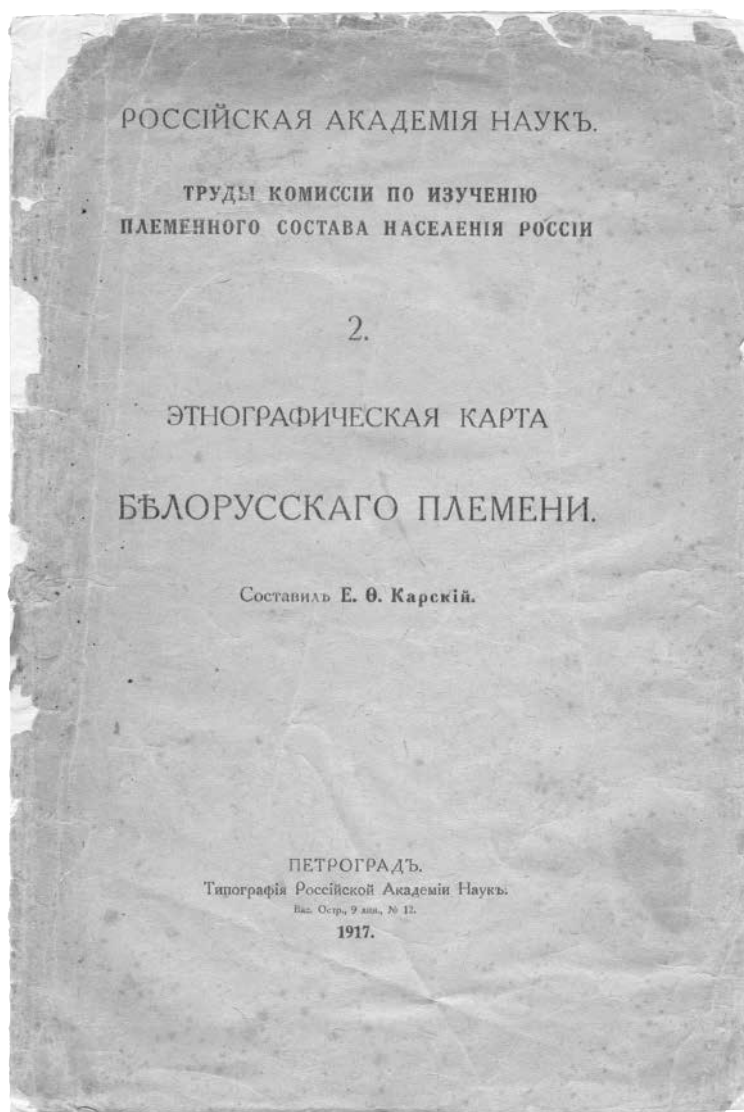 РОССІЙСКАЯ АКАДЕМІЯ НАУКЪ.
ТРУДЫ КОМИССІИ ПО ИЗУЧЕНІЮ
ПЛЕМЕННОГО СОСТАВА НАСЕЛЕНІЯ РОССІИ
2.
ЭТНОГРАФИЧЕСКАЯ КАРТА
БѢЛОРУССКАГО ПЛЕМЕНИ.
Составилъ Е. Ѳ. Карскій.
ПЕТРОГРАДЪ.
Типографія Россійской Академіи Наукъ.
Вас. Остр., 9 лин., № 12.
1917.